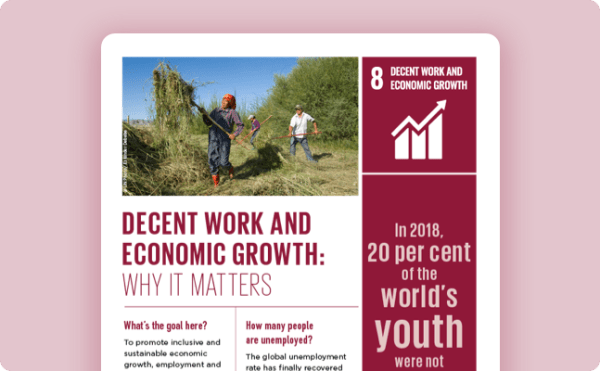 8 DECENT WORK AND
ECONOMIC GROWTH
DECENT WORK AND
ECONOMIC GROWTH:
WHY IT MATTERS
In 2018,
20 per cent
of the
world's
youth
were not
What's the goal here?
To promote inclusive and
sustainable economic
growth, employment and
How many people
are unemployed?
The global unemployment
rate has finally recovered